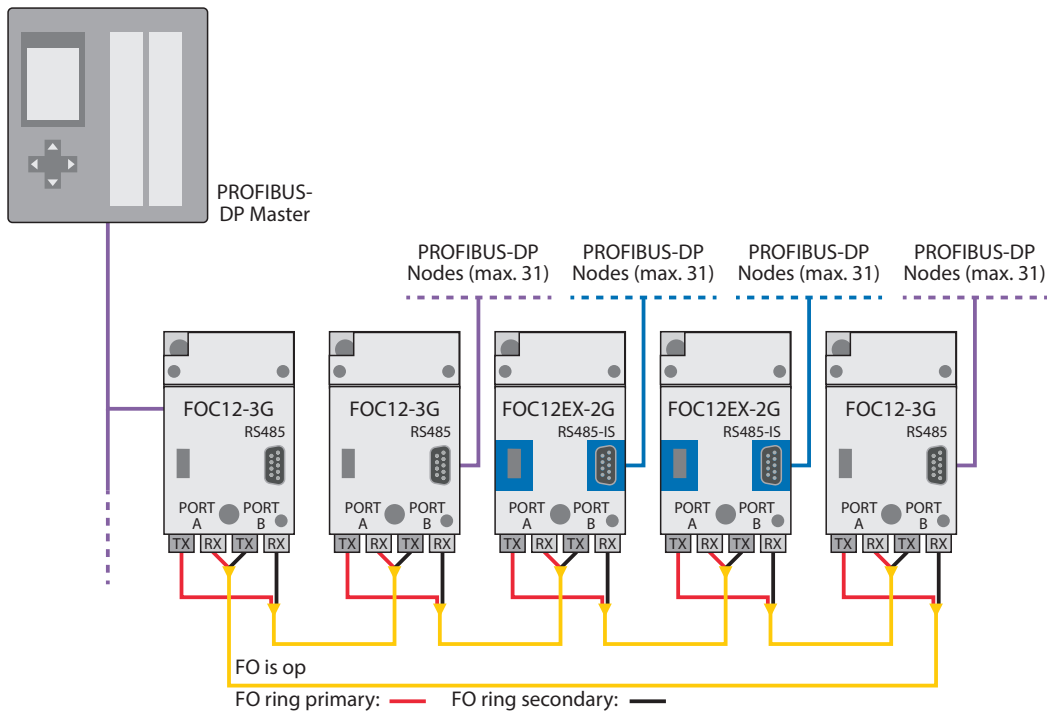 PROFIBUS-
DP Master
PROFIBUS-DP
Nodes (max. 31)
PROFIBUS-DP
Nodes (max. 31)
PROFIBUS-DP
Nodes (max. 31)
PROFIBUS-DP
Nodes (max. 31)
FOC12-3G
RS485
PORT
A
PORT
B
TX
RX
TX
RX
FOC12-3G
RS485
PORT
A
PORT
B
TX
RX
TX
RX
FOC12EX-2G
RS485-IS
PORT
A
PORT
B
TX
RX
TX
RX
FOC12EX-2G
RS485-IS
PORT
A
PORT
B
TX
RX
TX
RX
FOC12-3G
RS485
PORT
A
PORT
B
TX
RX
TX
RX
FO is op
FO ring primary:
FO ring secondary: